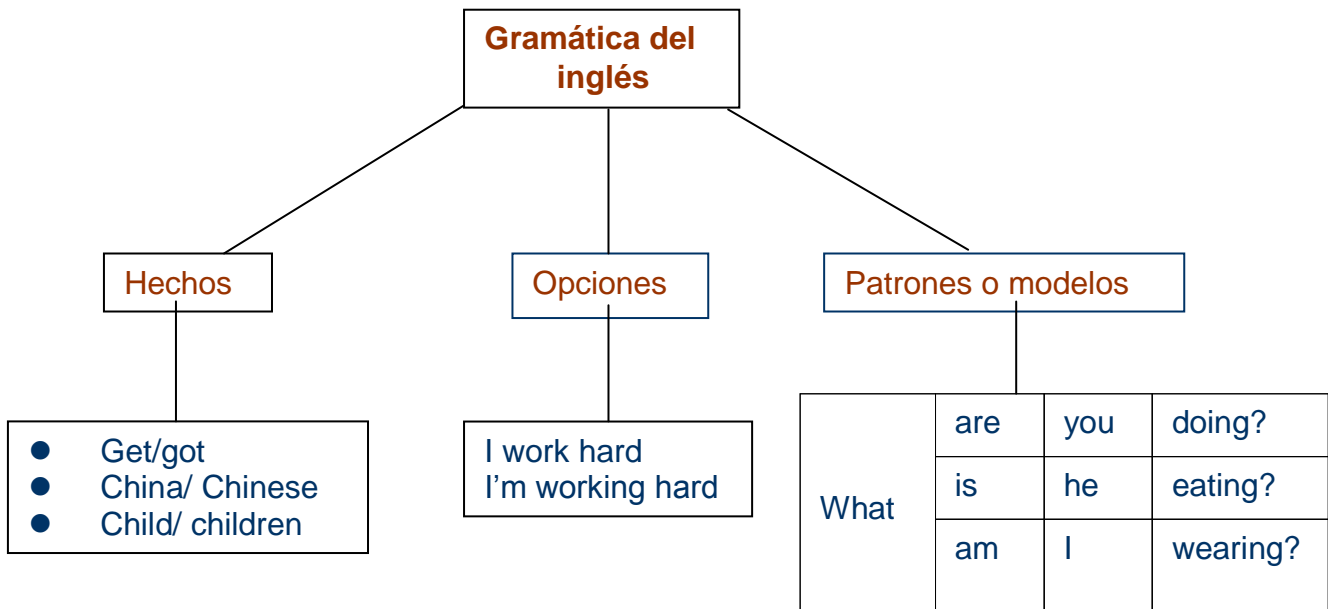 Gramática del
inglés
Hechos
Opciones
Patrones o modelos
● Get/got
● China/ Chinese
● Child/ children
I work hard
I'm working hard
What
are you doing?
is he eating?
am I wearing?